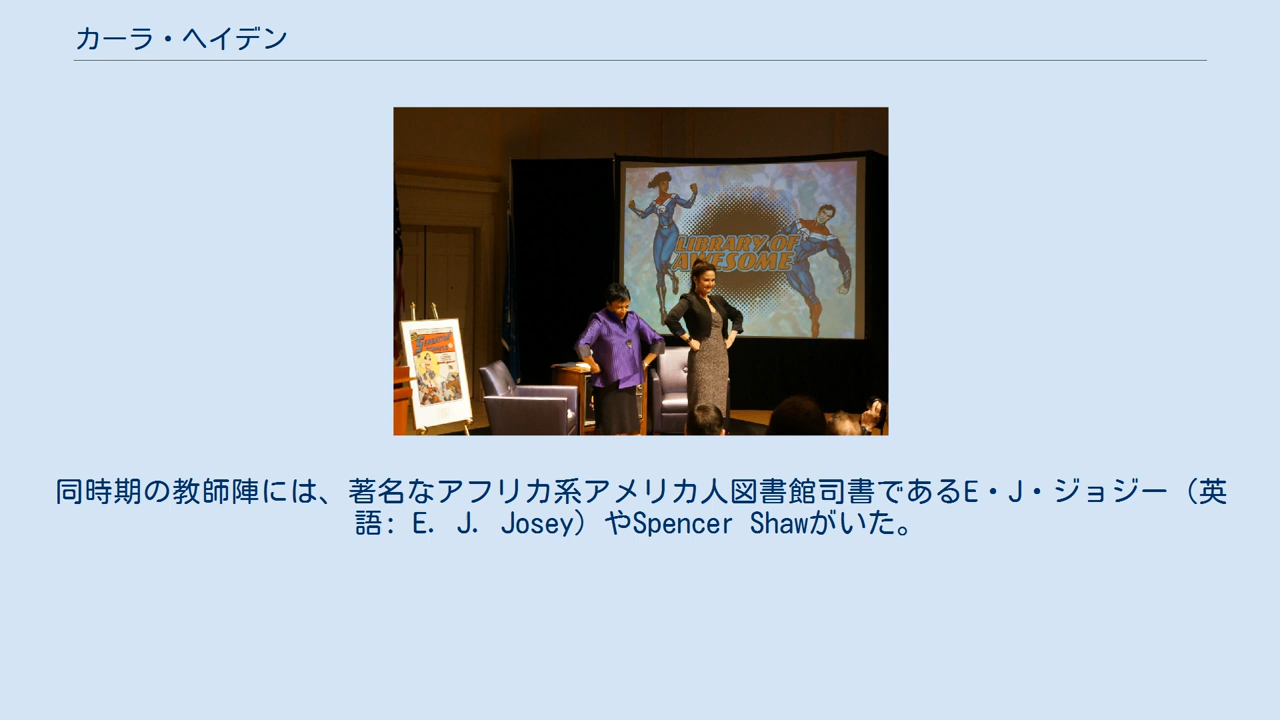 カーラ・ヘイデン
LIBRARY OF
AWESOME
同時期の教師陣には、著名なアフリカ系アメリカ人図書館司書であるE・J・ジョジー（英
語: E. J. Josey）やSpencer Shawがいた。